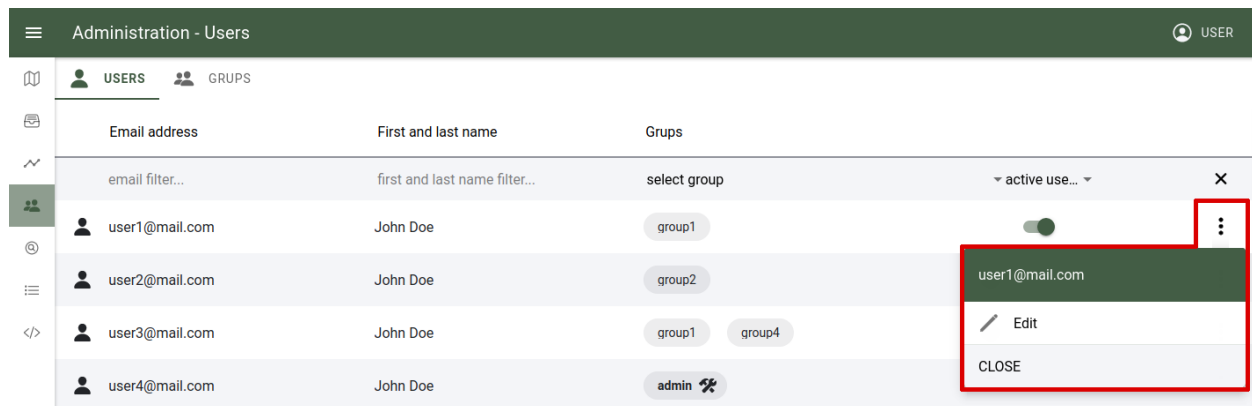 Administration - Users USER
USERS GRUPS
Email address First and last name Grups
email filter... first and last name filter... select group active use...
user1@mail.com John Doe group1
user2@mail.com John Doe group2
user1@mail.com
user3@mail.com John Doe group1 group4
Edit
CLOSE
user4@mail.com John Doe admin